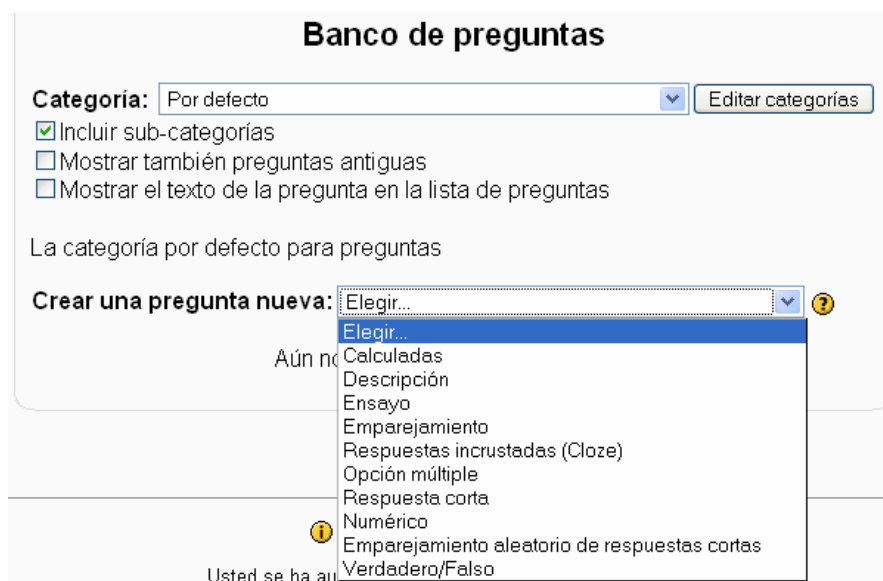 Banco de preguntas
Categoría: Por defecto Editar categorías
Incluir sub-categorías
Mostrar también preguntas antiguas
Mostrar el texto de la pregunta en la lista de preguntas
La categoría por defecto para preguntas
Crear una pregunta nueva: Elegir... ?
Elegir...
Aún
Calculadas
Descripción
Ensayo
Emparejamiento
Respuestas incrustadas (Cloze)
Opción múltiple
Respuesta corta
Numérico
Emparejamiento aleatorio de respuestas cortas
Verdadero/Falso
Usted se ha